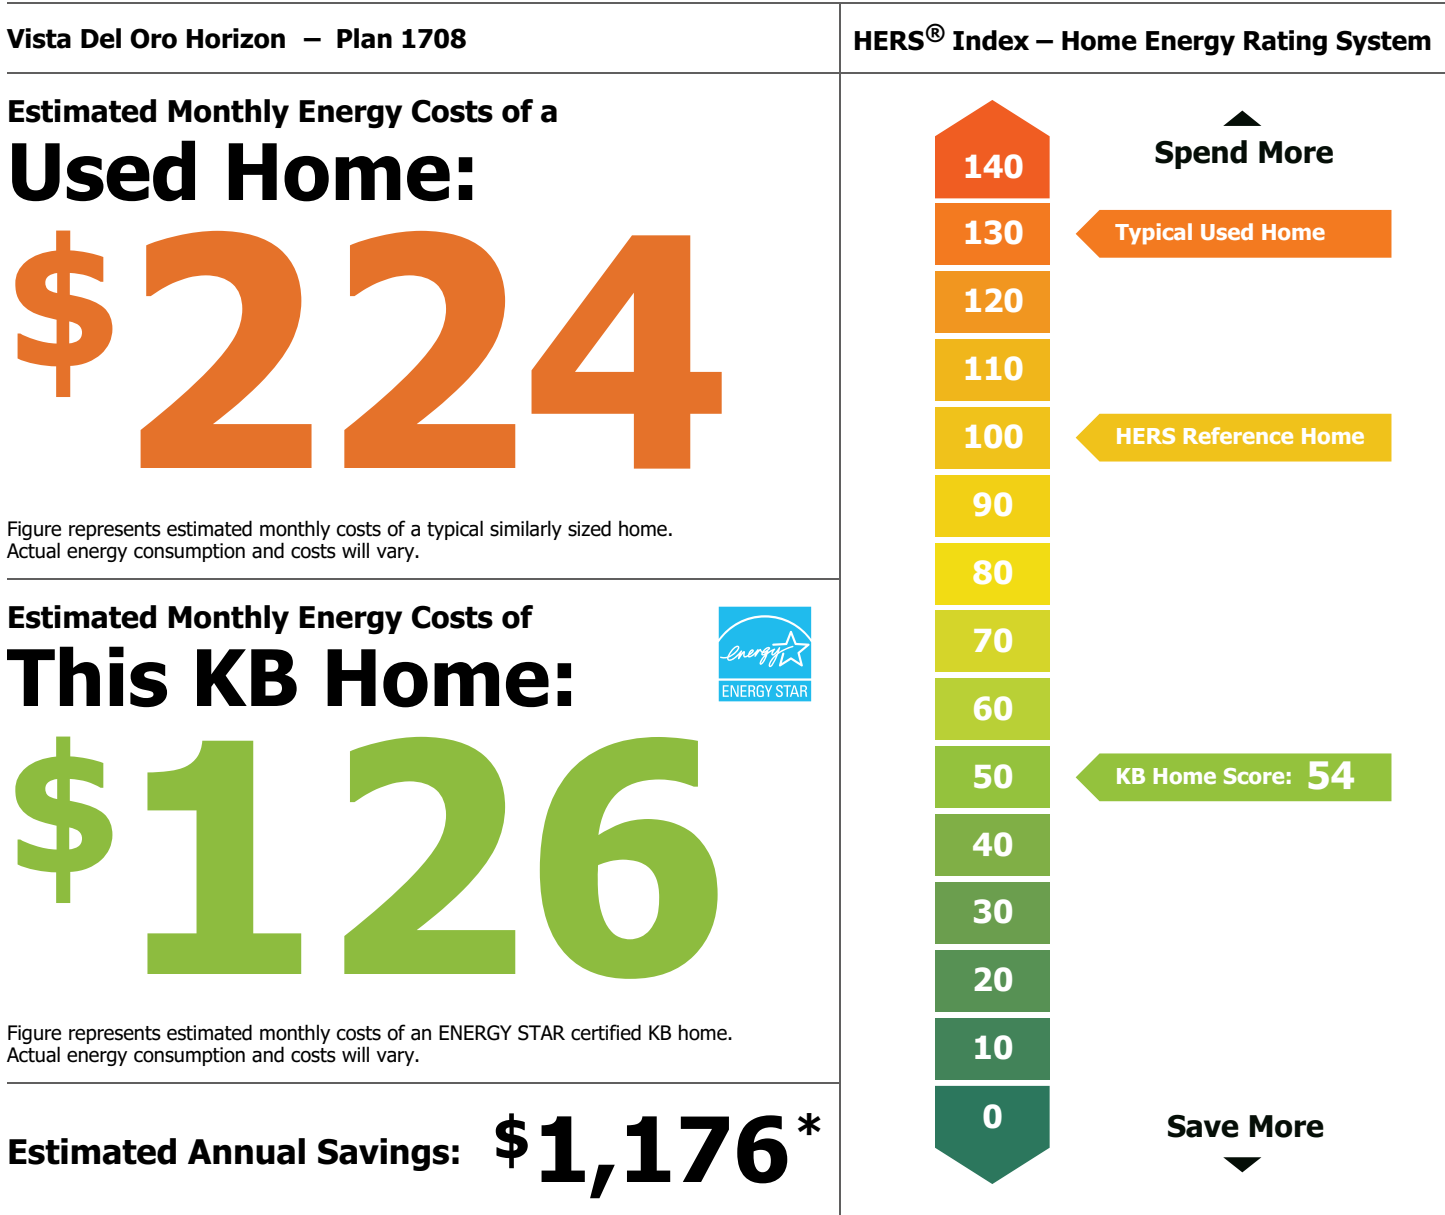 Vista Del Oro Horizon – Plan 1708
Estimated Monthly Energy Costs of a
Used Home:
$224
Figure represents estimated monthly costs of a typical similarly sized home.
Actual energy consumption and costs will vary.
Estimated Monthly Energy Costs of
This KB Home:
energy
ENERGY STAR
$126
Figure represents estimated monthly costs of an ENERGY STAR certified KB home.
Actual energy consumption and costs will vary.
Estimated Annual Savings: $1,176*
HERS® Index – Home Energy Rating System
Spend More
140
130
Typical Used Home
120
110
100
HERS Reference Home
90
80
70
60
50
KB Home Score: 54
40
30
20
10
0
Save More